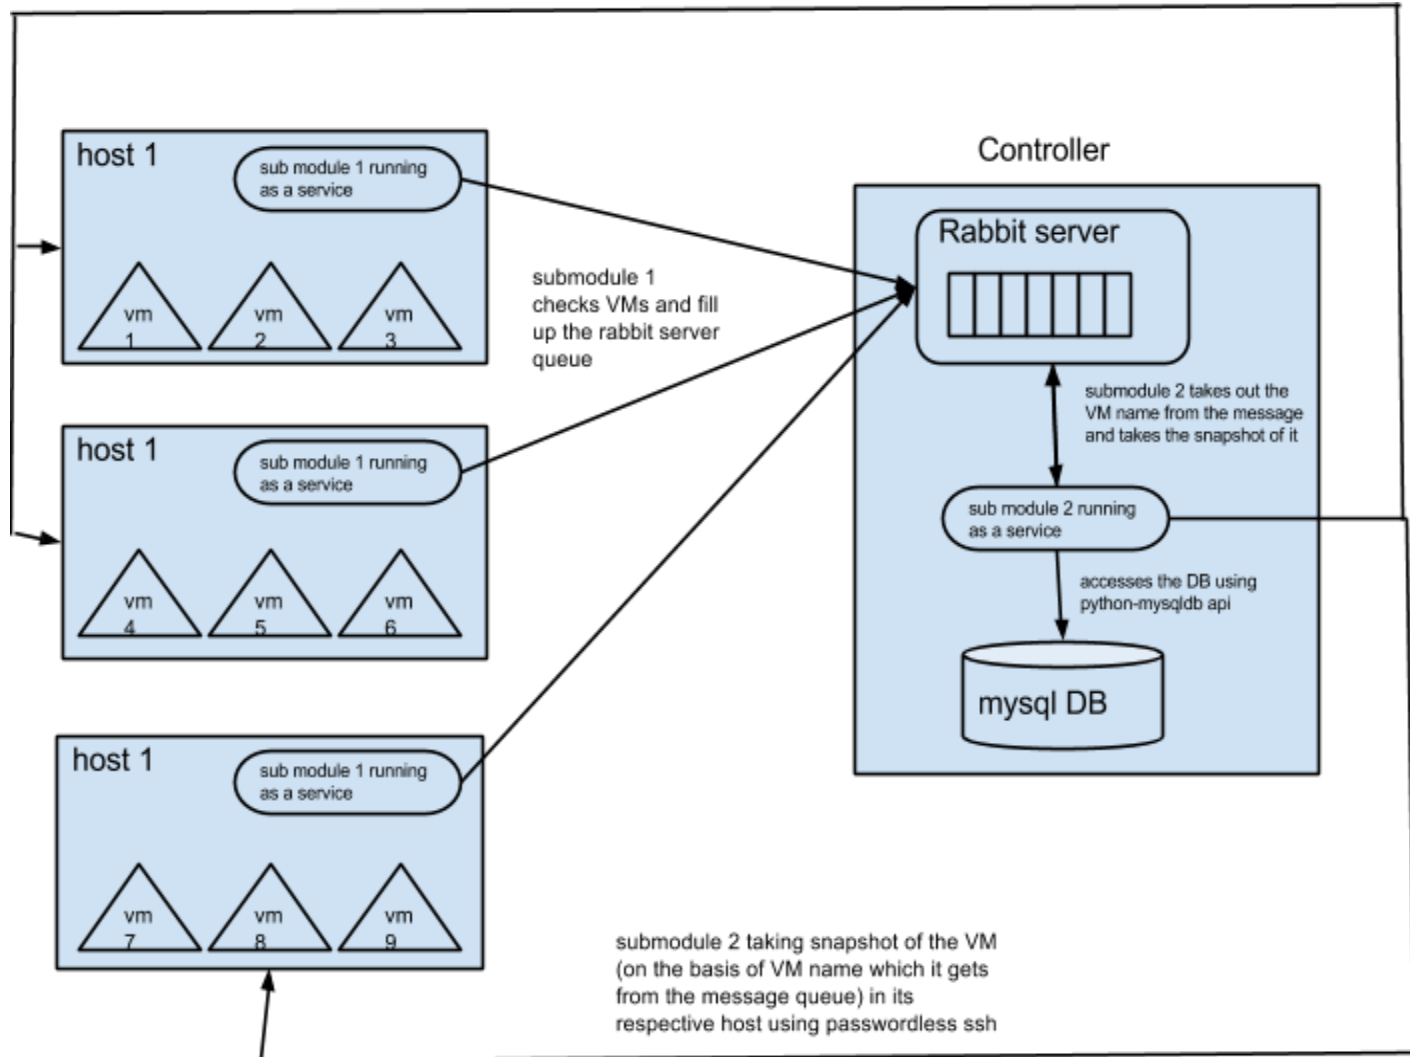 host 1
sub module 1 running
as a service
vm
1
vm
2
vm
3
submodule 1
checks VMs and fill
up the rabbit server
queue
host 1
sub module 1 running
as a service
vm
4
vm
5
vm
6
host 1
sub module 1 running
as a service
vm
7
vm
8
vm
9
Controller
Rabbit server
submodule 2 takes out the
VM name from the message
and takes the snapshot of it
sub module 2 running
as a service
accesses the DB using
python-mysqldb api
mysql DB
submodule 2 taking snapshot of the VM
(on the basis of VM name which it gets
from the message queue) in its
respective host using passwordless ssh